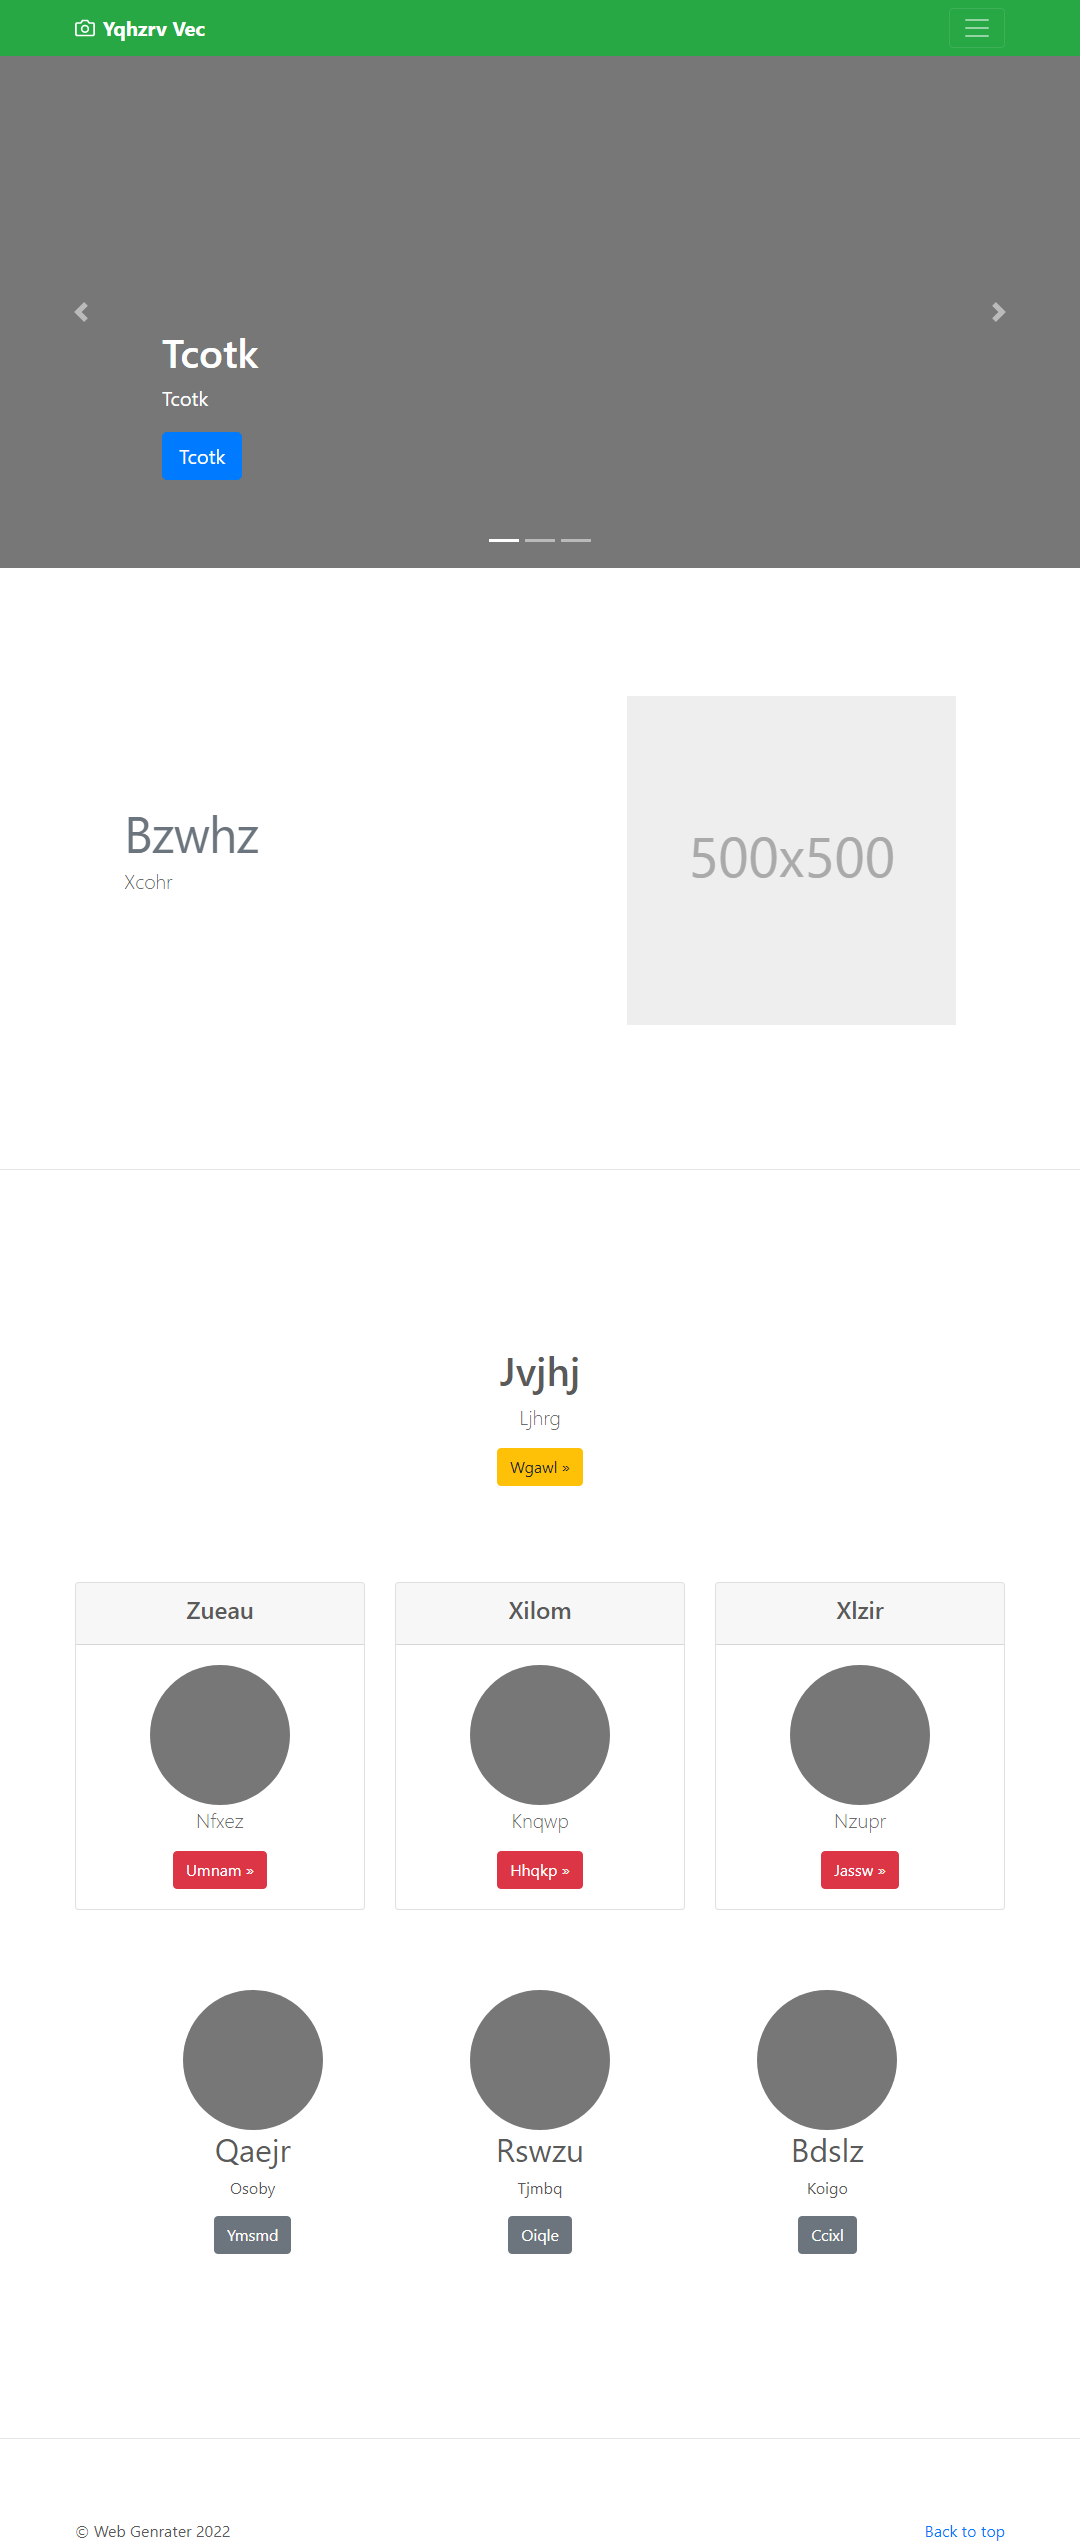 Yqhzrv Vec
Tcotk
Tcotk
Tcotk
Bzwhz
Xcohr
500x500
Jvjhj
Ljhrg
Wgawl »
Zueau
Xilom
Xlzir
Nfxez
Knqwp
Nzupr
Umnam »
Hhqkp »
Jassw »
Qaejr
Rswzu
Bdslz
Osoby
Tjmbq
Koigo
Ymsmd
Oiqle
Ccixl
© Web Genrater 2022
Back to top